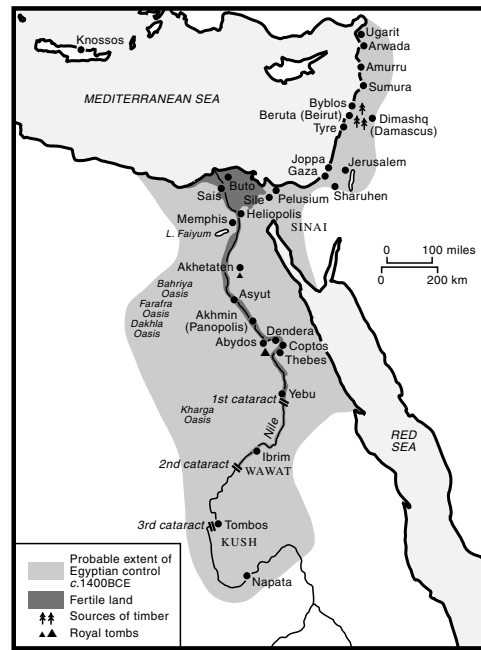 Knossos
Ugarit
Arwada
Amurru
Sumura
MEDITERRANEAN SEA
Byblos
Beruta (Beirut)
Tyre
Dimashq
(Damascus)
Joppa
Gaza
Jerusalem
Sharuhen
Buto
Sais
Sile
Pelusium
Heliopolis
Memphis
SINAI
L. Faiyum
0 100 miles
0 200 km
Akhetaten
Bahriya
Oasis
Farafra
Oasis
Dakhla
Oasis
Asyut
Akhmin
(Panopolis)
Dendera
Abydos
Coptos
Thebes
1st cataract
Yebu
Kharga
Oasis
Nile
RED
SEA
Ibrim
2nd cataract
WAWAT
3rd cataract
Tombos
KUSH
Napata
Probable extent of
Egyptian control
c.1400BCE
Fertile land
Sources of timber
Royal tombs